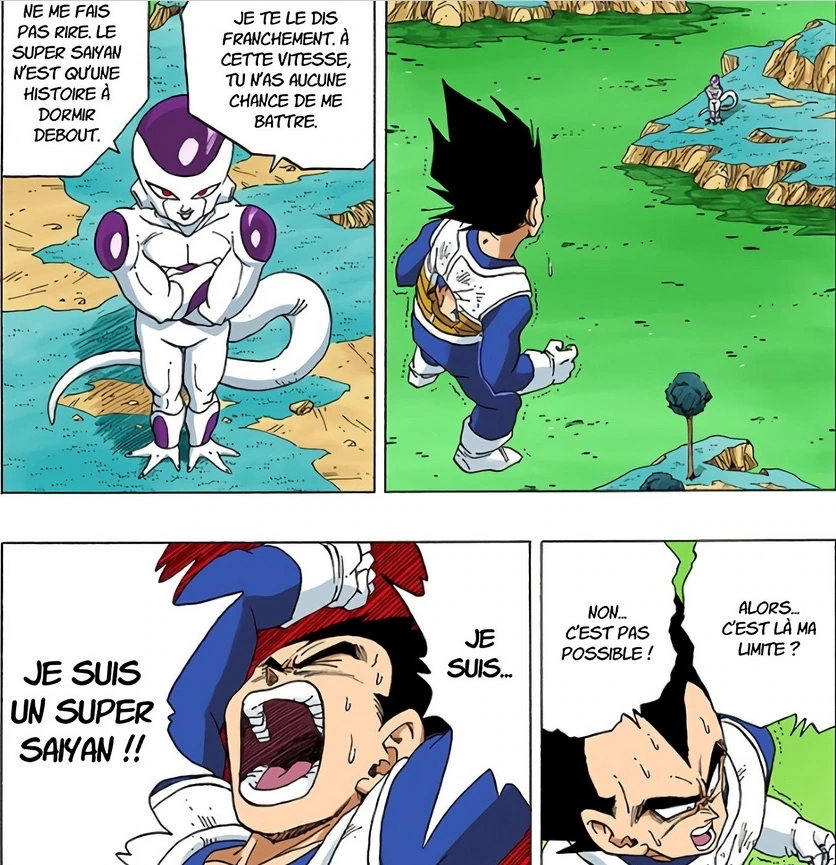 JE TE LE DIS
FRANCHEMENT. À
CETTE VITESSE,
TU N'AS AUCUNE
CHANCE DE ME
BATTRE.
NE ME FAIS
PAS RIRE. LE
SUPER SAIYAN
N'EST QU'UNE
HISTOIRE À
DORMIR
DEBOUT.
ALORS...
C'EST LÀ MA
LIMITE ?
NON...
C'EST PAS
POSSIBLE !
JE
SUIS...
JE SUIS
UN SUPER
SAIYAN !!